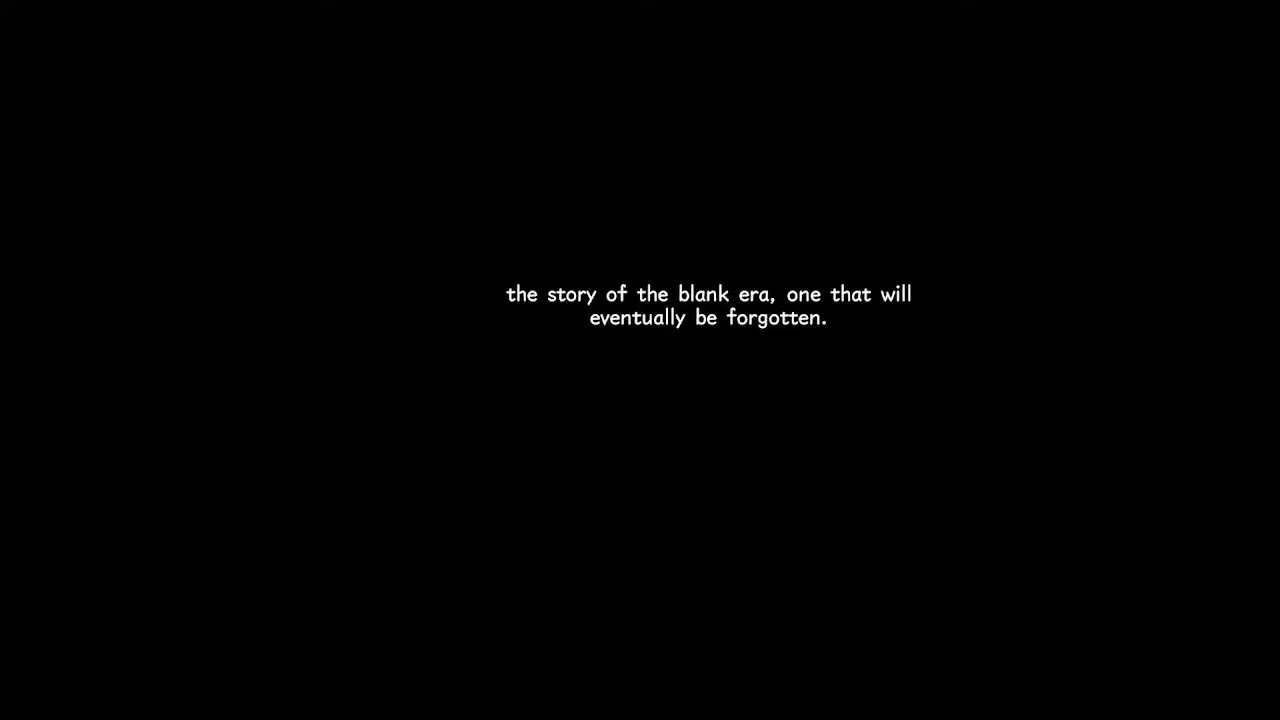 the story of the blank era, one that will
eventually be forgotten.